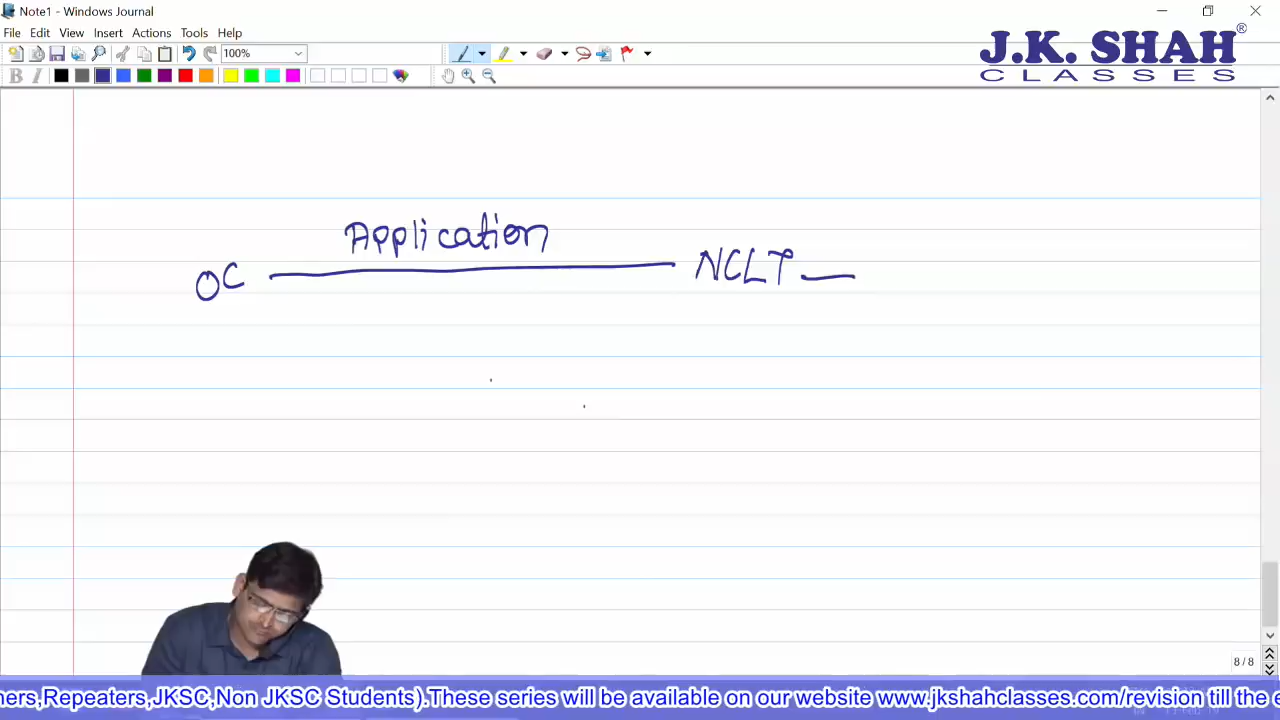 Note1 - Windows Journal
File Edit View Insert Actions Tools Help
100%
B I
J.K. SHAH®
CLASSES
Application
OC NCLT
8 / 8
ners,Repeaters,JKSC,Non JKSC Students).These series will be available on our website www.jkshahclasses.com/revision till the e